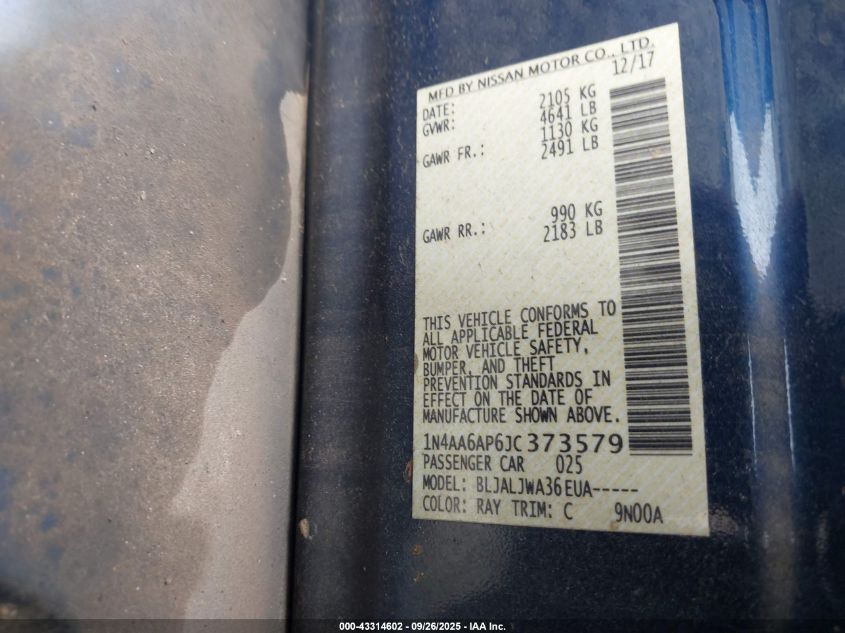 MFD BY NISSAN MOTOR CO., LTD.
DATE: 12/17
GVWR: 2105 KG
4641 LB
GAWR FR.: 1130 KG
2491 LB
GAWR RR.: 990 KG
2183 LB
THIS VEHICLE CONFORMS TO
ALL APPLICABLE FEDERAL
MOTOR VEHICLE SAFETY,
BUMPER, AND THEFT
PREVENTION STANDARDS IN
EFFECT ON THE DATE OF
MANUFACTURE SHOWN ABOVE.
1N4AA6AP6JC373579
PASSENGER CAR 025
MODEL: BLJALJWA36EUA-----
COLOR: RAY TRIM: C 9N00A
000-43314602 - 09/26/2025 - IAA Inc.